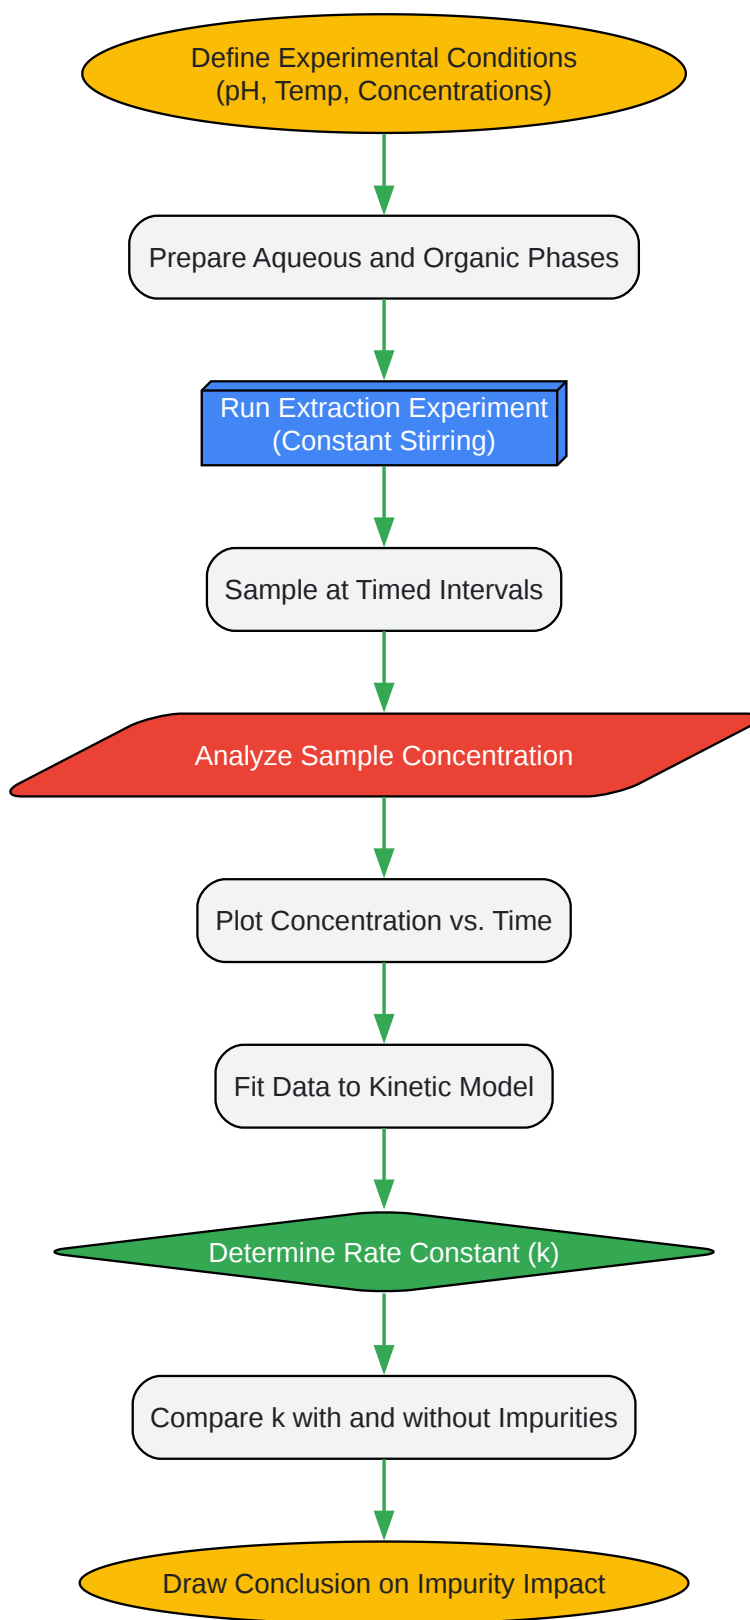 Define Experimental Conditions
(pH, Temp, Concentrations)
Prepare Aqueous and Organic Phases
Run Extraction Experiment
(Constant Stirring)
Sample at Timed Intervals
Analyze Sample Concentration
Plot Concentration vs. Time
Fit Data to Kinetic Model
Determine Rate Constant (k)
Compare k with and without Impurities
Draw Conclusion on Impurity Impact